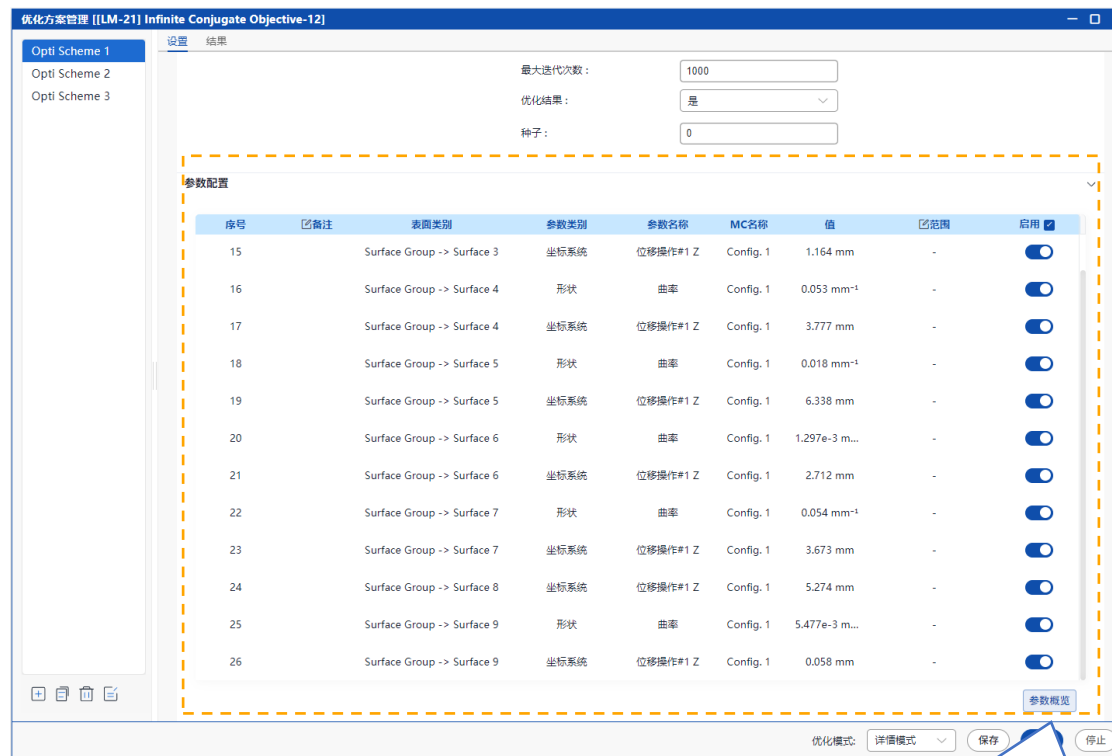 优化方案管理 [[LM-21] Infinite Conjugate Objective-12]
Opti Scheme 1
Opti Scheme 2
Opti Scheme 3
设置 结果
最大迭代次数： 1000
优化结果： 是
种子： 0
参数配置
序号 备注 表面类别 参数类别 参数名称 MC名称 值 范围 启用
15 Surface Group -> Surface 3 坐标系统 位移操作#1 Z Config. 1 1.164 mm -
16 Surface Group -> Surface 4 形状 曲率 Config. 1 0.053 mm⁻¹ -
17 Surface Group -> Surface 4 坐标系统 位移操作#1 Z Config. 1 3.777 mm -
18 Surface Group -> Surface 5 形状 曲率 Config. 1 0.018 mm⁻¹ -
19 Surface Group -> Surface 5 坐标系统 位移操作#1 Z Config. 1 6.338 mm -
20 Surface Group -> Surface 6 形状 曲率 Config. 1 1.297e-3 m... -
21 Surface Group -> Surface 6 坐标系统 位移操作#1 Z Config. 1 2.712 mm -
22 Surface Group -> Surface 7 形状 曲率 Config. 1 0.054 mm⁻¹ -
23 Surface Group -> Surface 7 坐标系统 位移操作#1 Z Config. 1 3.673 mm -
24 Surface Group -> Surface 8 坐标系统 位移操作#1 Z Config. 1 5.274 mm -
25 Surface Group -> Surface 9 形状 曲率 Config. 1 5.477e-3 m... -
26 Surface Group -> Surface 9 坐标系统 位移操作#1 Z Config. 1 0.058 mm -
参数概览
优化模式: 详情模式 保存 停止